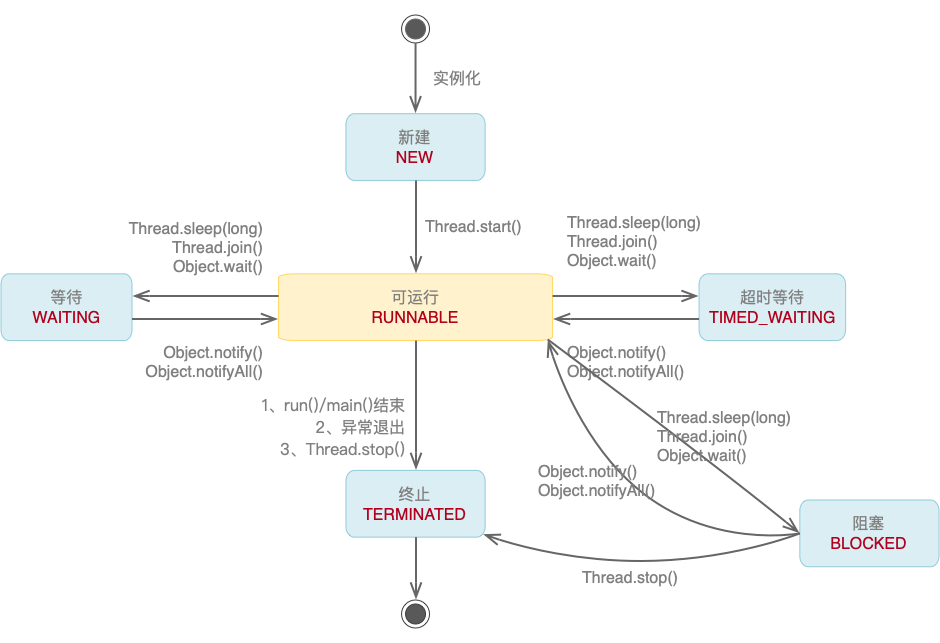 实例化
新建
NEW
Thread.start()
Thread.sleep(long)
Thread.join()
Object.wait()
Thread.sleep(long)
Thread.join()
Object.wait()
等待
WAITING
可运行
RUNNABLE
超时等待
TIMED_WAITING
Object.notify()
Object.notifyAll()
Object.notify()
Object.notifyAll()
1、run()/main()结束
2、异常退出
3、Thread.stop()
Thread.sleep(long)
Thread.join()
Object.wait()
Object.notify()
Object.notifyAll()
终止
TERMINATED
阻塞
BLOCKED
Thread.stop()